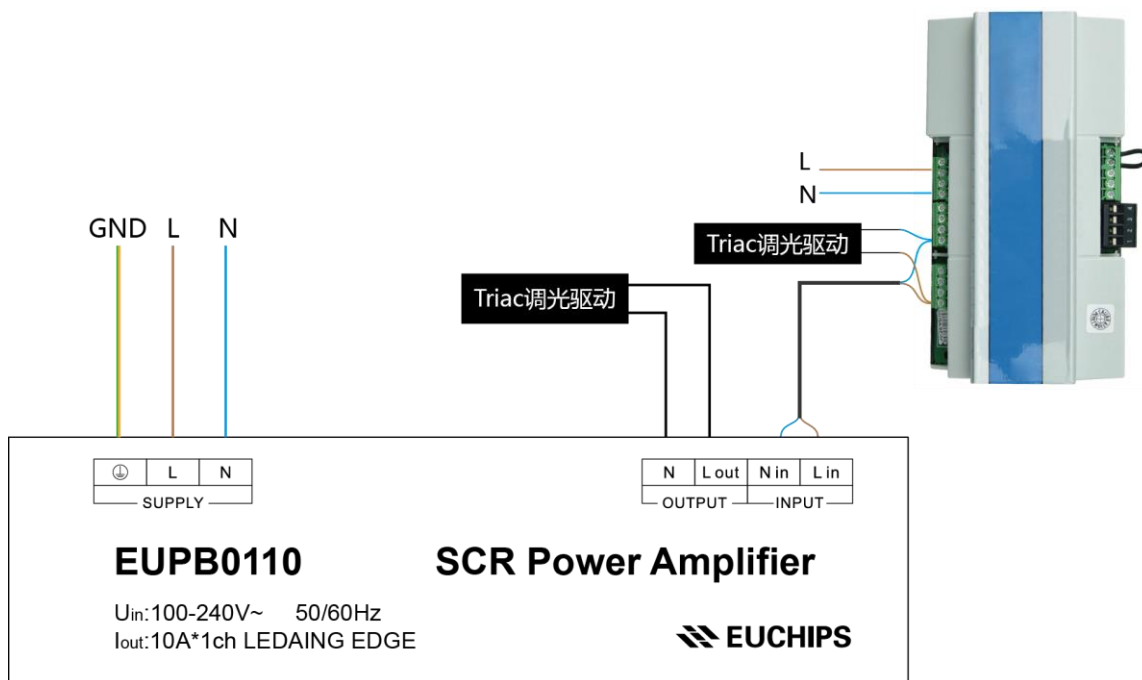 L
N
GND L N
Triac调光驱动
Triac调光驱动
L N
SUPPLY
N L out N in L in
OUTPUT INPUT
EUPB0110 SCR Power Amplifier
Uin:100-240V~ 50/60Hz
Iout:10A*1ch LEDAING EDGE
EUCHIPS